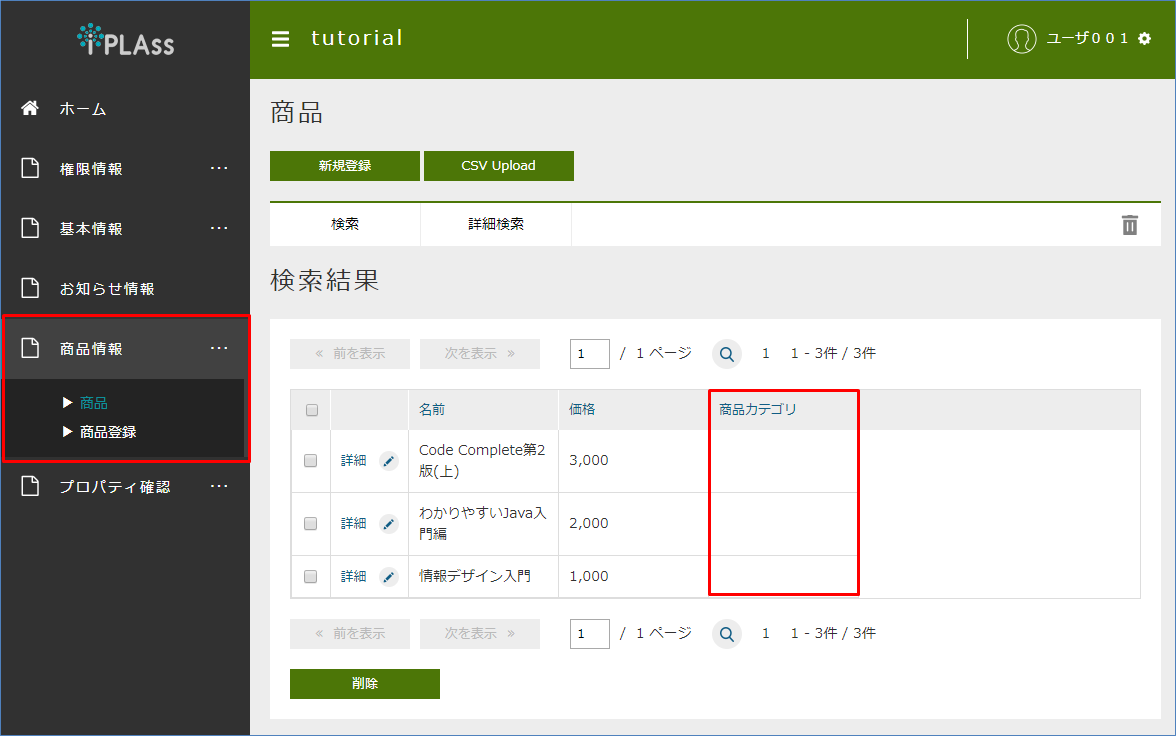 iPLAss
tutorial
ユーザ００１
ホーム
権限情報 …
基本情報 …
お知らせ情報
商品情報 …
▶ 商品
▶ 商品登録
プロパティ確認 …
商品
新規登録 CSV Upload
検索 詳細検索
検索結果
« 前を表示 次を表示 » 1 / 1 ページ 1 1 - 3件 / 3件
名前 価格 商品カテゴリ
詳細 Code Complete第2
版(上) 3,000
詳細 わかりやすいJava入
門編 2,000
詳細 情報デザイン入門 1,000
« 前を表示 次を表示 » 1 / 1 ページ 1 1 - 3件 / 3件
削除